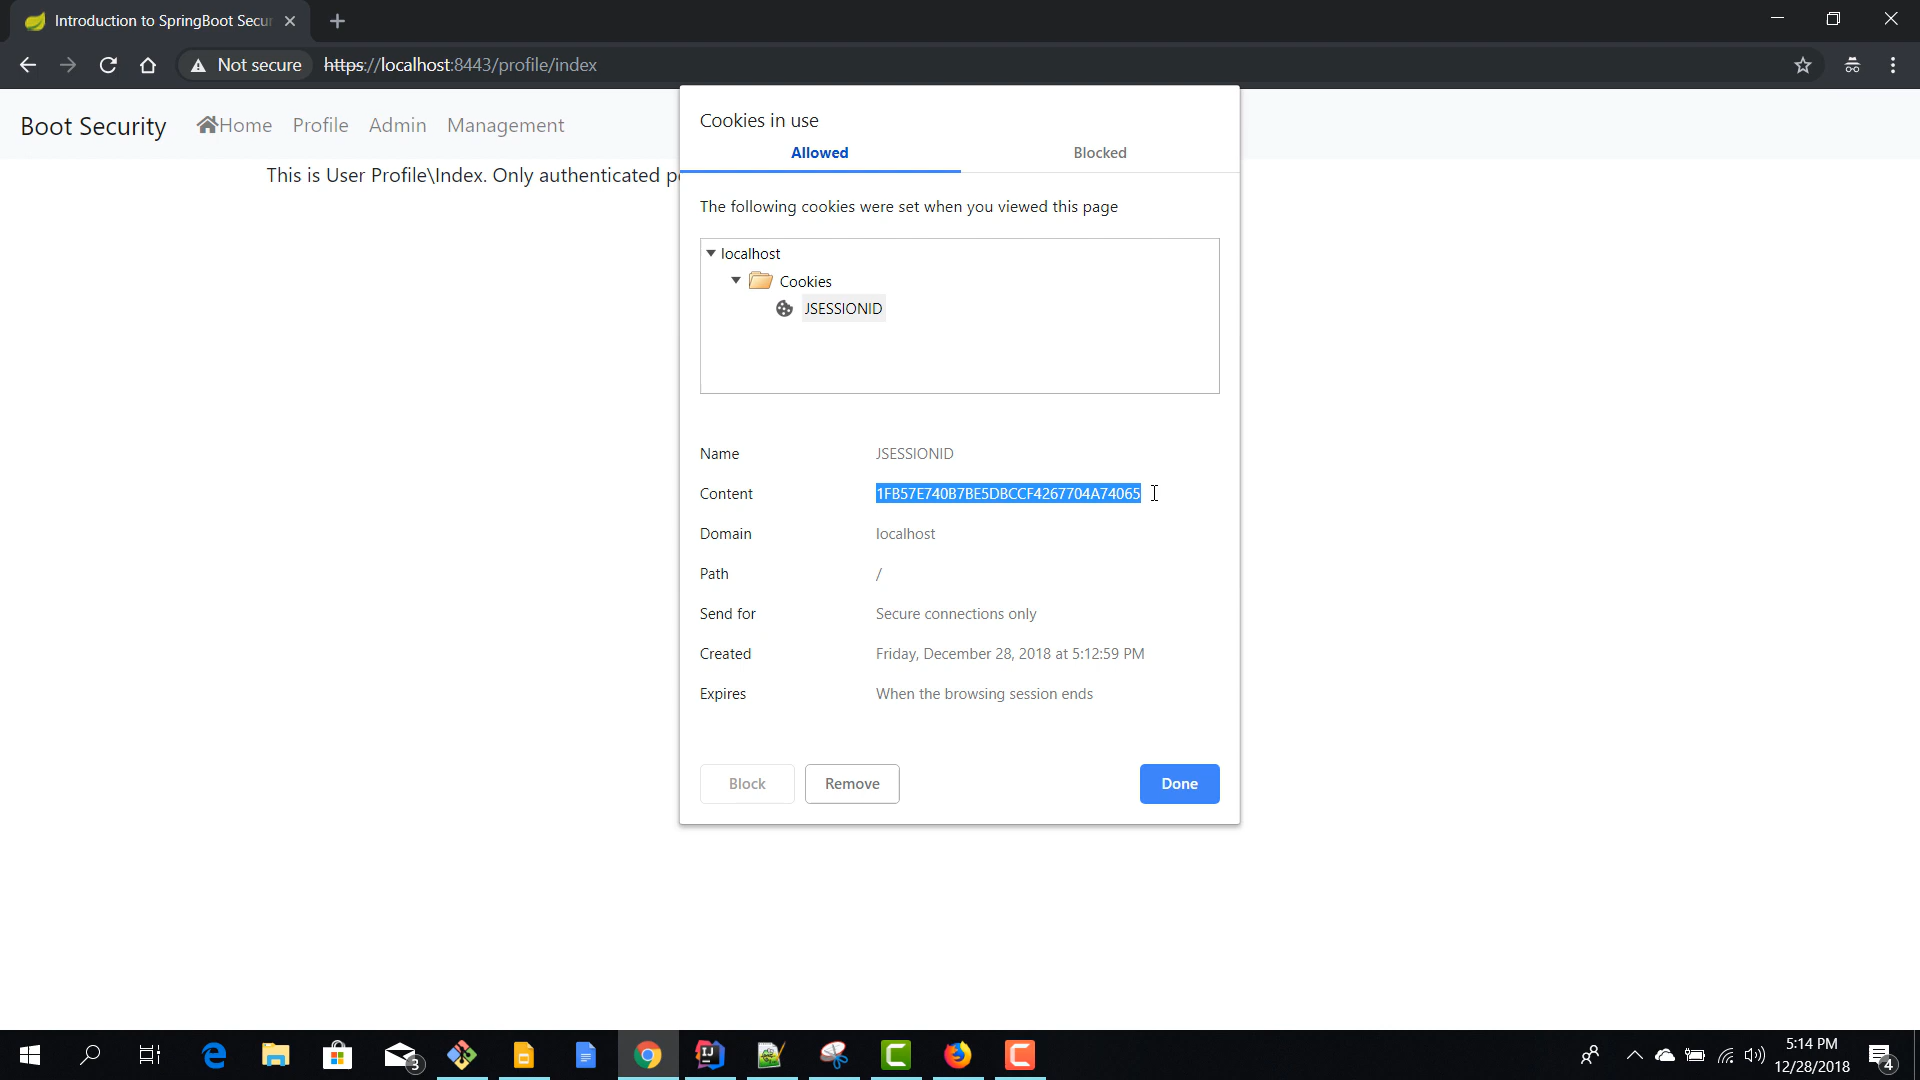 Introduction to SpringBoot Secur
Not secure
https://localhost:8443/profile/index
Boot Security
Home
Profile
Admin
Management
This is User Profile\Index. Only authenticated p
Cookies in use
Allowed
Blocked
The following cookies were set when you viewed this page
localhost
Cookies
JSESSIONID
Name JSESSIONID
Content 1FB57E740B7BE5DBCCF4267704A74065
Domain localhost
Path /
Send for Secure connections only
Created Friday, December 28, 2018 at 5:12:59 PM
Expires When the browsing session ends
Block
Remove
Done
3
5:14 PM
12/28/2018
4